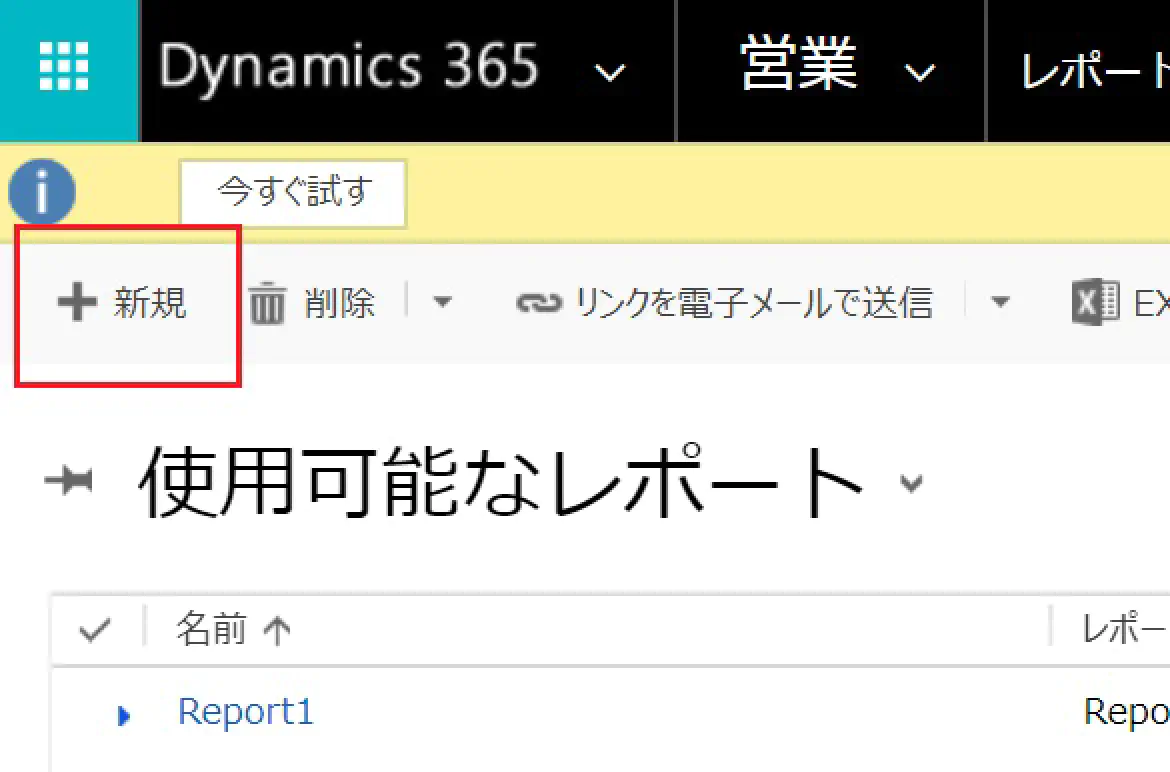 Dynamics 365 営業 レポート
今すぐ試す
新規 削除 リンクを電子メールで送信 EX
使用可能なレポート
名前 レポー
Report1 Repo